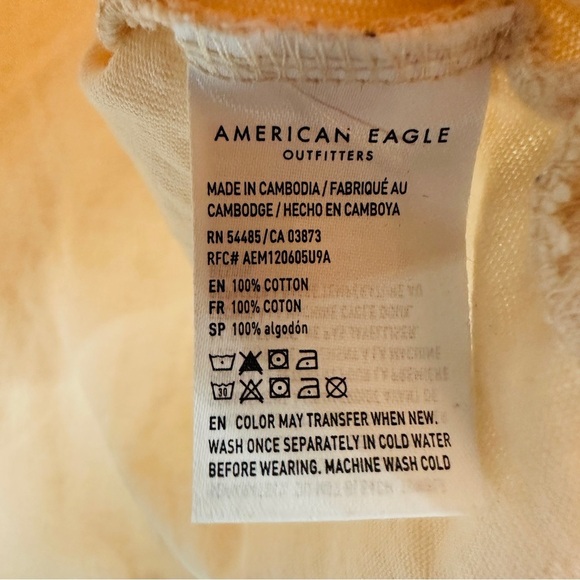 AMERICAN EAGLE
OUTFITTERS
MADE IN CAMBODIA / FABRIQUÉ AU
CAMBODGE / HECHO EN CAMBOYA
RN 54485/CA 03873
RFC# AEM120605U9A
EN 100% COTTON
FR 100% COTON
SP 100% algodón
30
EN COLOR MAY TRANSFER WHEN NEW.
WASH ONCE SEPARATELY IN COLD WATER
BEFORE WEARING. MACHINE WASH COLD